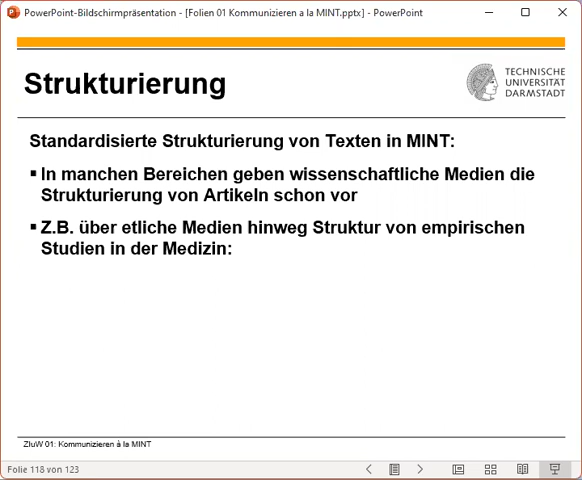 PowerPoint-Bildschirmpräsentation - [Folien 01 Kommunizieren a la MINT.pptx] - PowerPoint
Strukturierung
TECHNISCHE
UNIVERSITÄT
DARMSTADT
Standardisierte Strukturierung von Texten in MINT:
▪ In manchen Bereichen geben wissenschaftliche Medien die
Strukturierung von Artikeln schon vor
▪ Z.B. über etliche Medien hinweg Struktur von empirischen
Studien in der Medizin:
ZIuW 01: Kommunizieren à la MINT
Folie 118 von 123